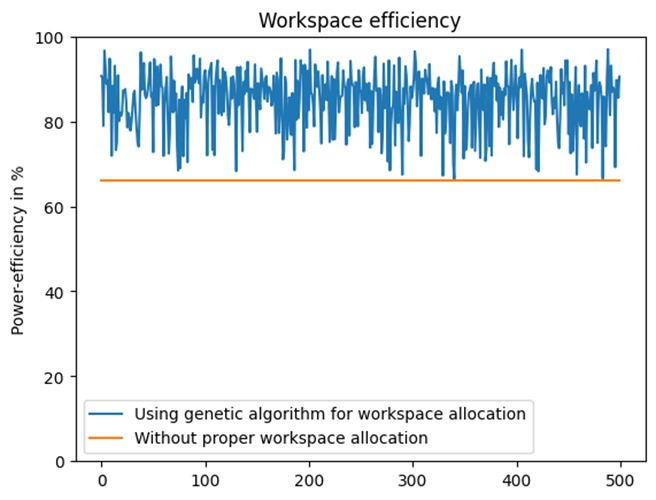 Workspace efficiency
Power-efficiency in %
100
80
60
40
20
0
Using genetic algorithm for workspace allocation
Without proper workspace allocation
0 100 200 300 400 500